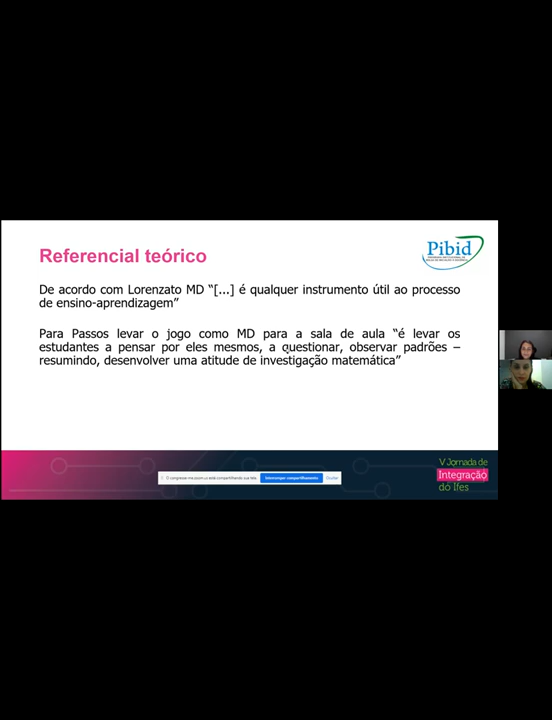 Referencial teórico
Pibid
De acordo com Lorenzato MD “[...] é qualquer instrumento útil ao processo
de ensino-aprendizagem”
Para Passos levar o jogo como MD para a sala de aula “é levar os
estudantes a pensar por eles mesmos, a questionar, observar padrões –
resumindo, desenvolver uma atitude de investigação matemática”
V Jornada de
Integração
do Ifes
Interromper compartilhamento
Ocultar